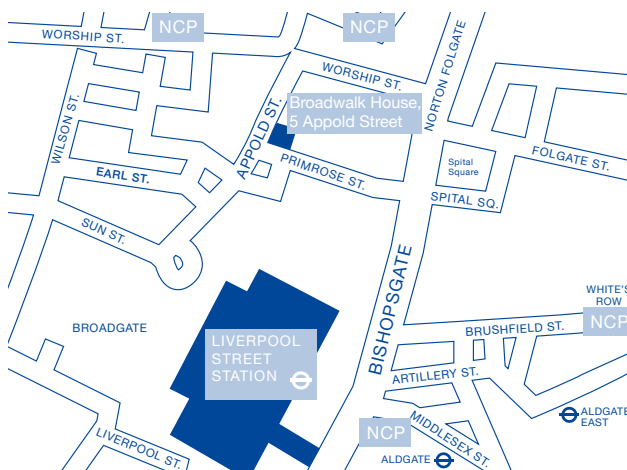 NCP
NCP
WORSHIP ST.
NORTON FOLGATE
WORSHIP ST.
WILSON ST.
APPOLD ST.
Broadwalk House,
5 Appold Street
PRIMROSE ST.
Spital
Square
FOLGATE ST.
EARL ST.
SPITAL SQ.
SUN ST.
BISHOPSGATE
WHITE'S
ROW
NCP
BROADGATE
BRUSHFIELD ST.
LIVERPOOL
STREET
STATION
ARTILLERY ST.
MIDDLESEX ST.
ALDGATE
EAST
NCP
LIVERPOOL ST.
ALDGATE